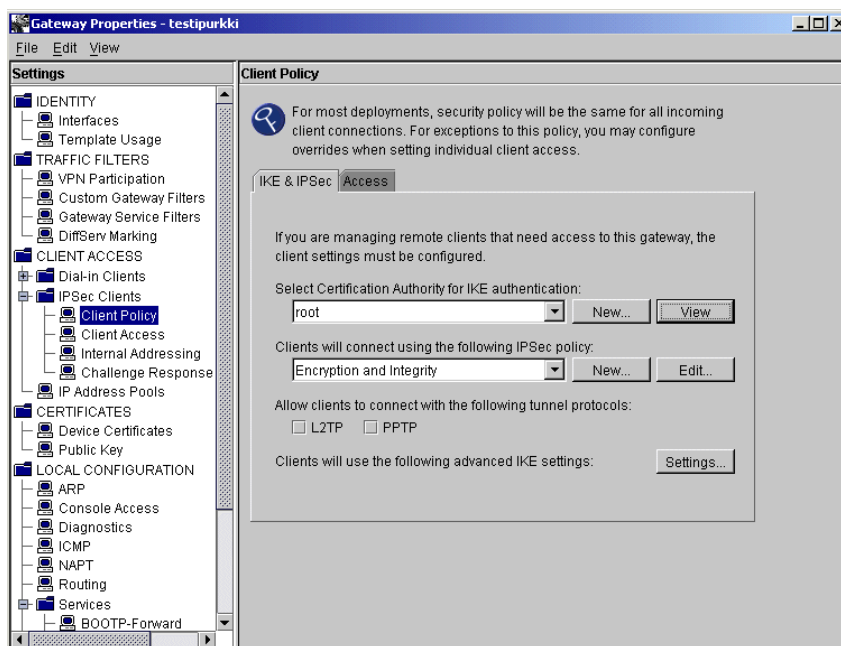 Gateway Properties - testipurkki
File Edit View
Settings
IDENTITY
Interfaces
Template Usage
TRAFFIC FILTERS
VPN Participation
Custom Gateway Filters
Gateway Service Filters
DiffServ Marking
CLIENT ACCESS
Dial-in Clients
IPSec Clients
Client Policy
Client Access
Internal Addressing
Challenge Response
IP Address Pools
CERTIFICATES
Device Certificates
Public Key
LOCAL CONFIGURATION
ARP
Console Access
Diagnostics
ICMP
NAPT
Routing
Services
BOOTP-Forward
Client Policy
For most deployments, security policy will be the same for all incoming
client connections. For exceptions to this policy, you may configure
overrides when setting individual client access.
IKE & IPSec Access
If you are managing remote clients that need access to this gateway, the
client settings must be configured.
Select Certification Authority for IKE authentication:
root New... View
Clients will connect using the following IPSec policy:
Encryption and Integrity New... Edit...
Allow clients to connect with the following tunnel protocols:
L2TP PPTP
Clients will use the following advanced IKE settings: Settings...